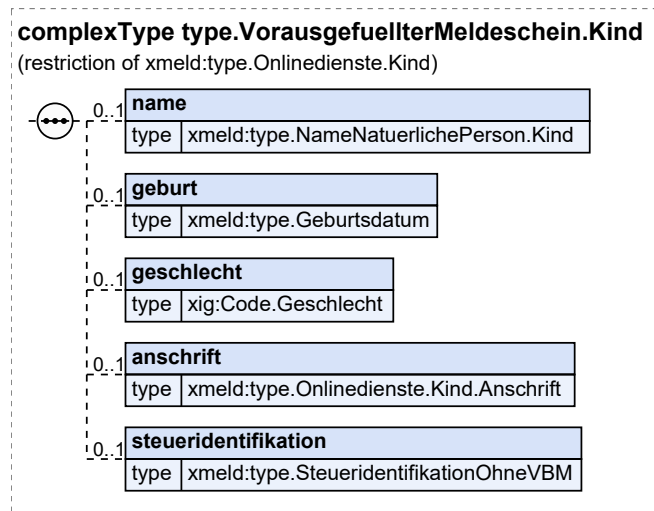 complexType type.VorausgefuellterMeldeschein.Kind
(restriction of xmeld:type.Onlinedienste.Kind)
0..1 name
type xmeld:type.NameNatuerlichePerson.Kind
0..1 geburt
type xmeld:type.Geburtsdatum
0..1 geschlecht
type xig:Code.Geschlecht
0..1 anschrift
type xmeld:type.Onlinedienste.Kind.Anschrift
0..1 steueridentifikation
type xmeld:type.SteueridentifikationOhneVBM